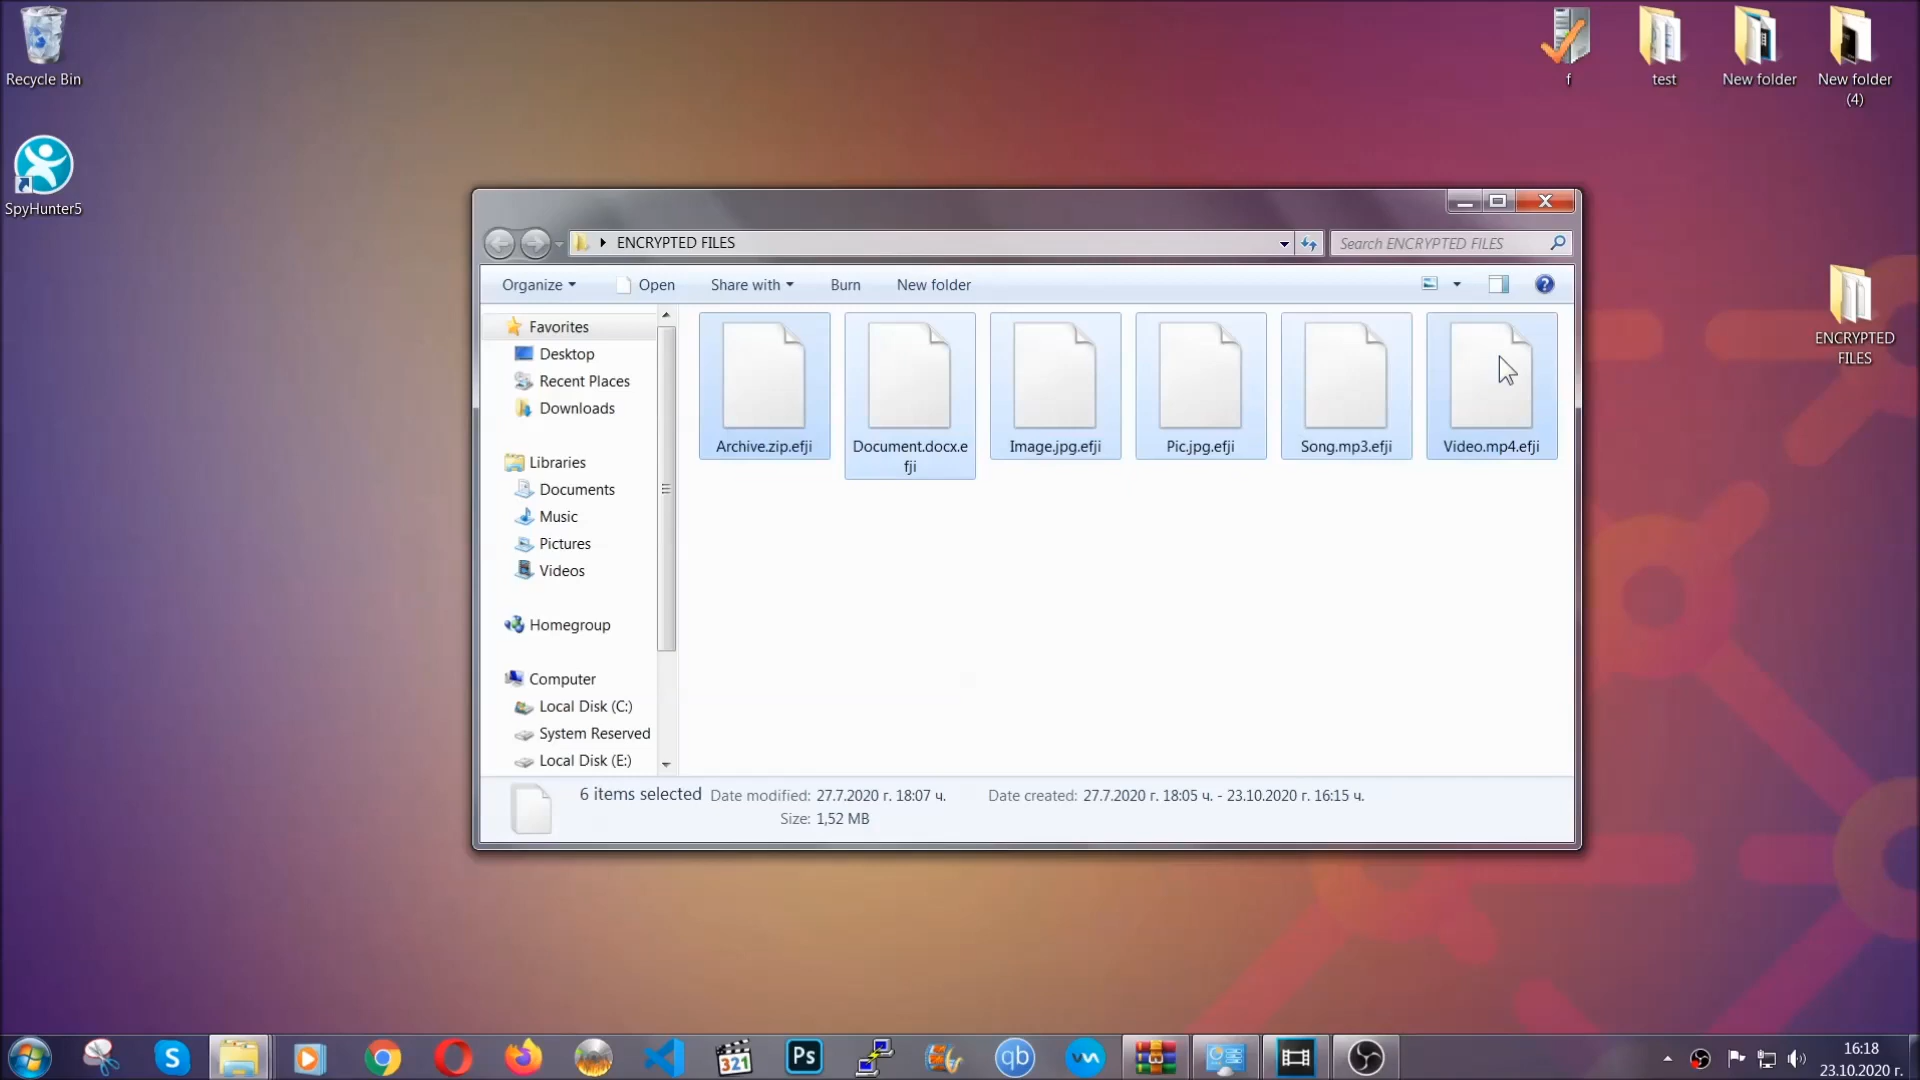 Recycle Bin
SpyHunter5
f
test
New folder
New folder
(4)
ENCRYPTED
FILES
ENCRYPTED FILES
Search ENCRYPTED FILES
Organize
Open
Share with
Burn
New folder
Favorites
Desktop
Recent Places
Downloads
Libraries
Documents
Music
Pictures
Videos
Homegroup
Computer
Local Disk (C:)
System Reserved
Local Disk (E:)
Archive.zip.efji
Document.docx.e
fji
Image.jpg.efji
Pic.jpg.efji
Song.mp3.efji
Video.mp4.efji
6 items selected
Date modified: 27.7.2020 г. 18:07 ч.
Date created: 27.7.2020 г. 18:05 ч. - 23.10.2020 г. 16:15 ч.
Size: 1,52 MB
S
321
Ps
qb
16:18
23.10.2020 г.